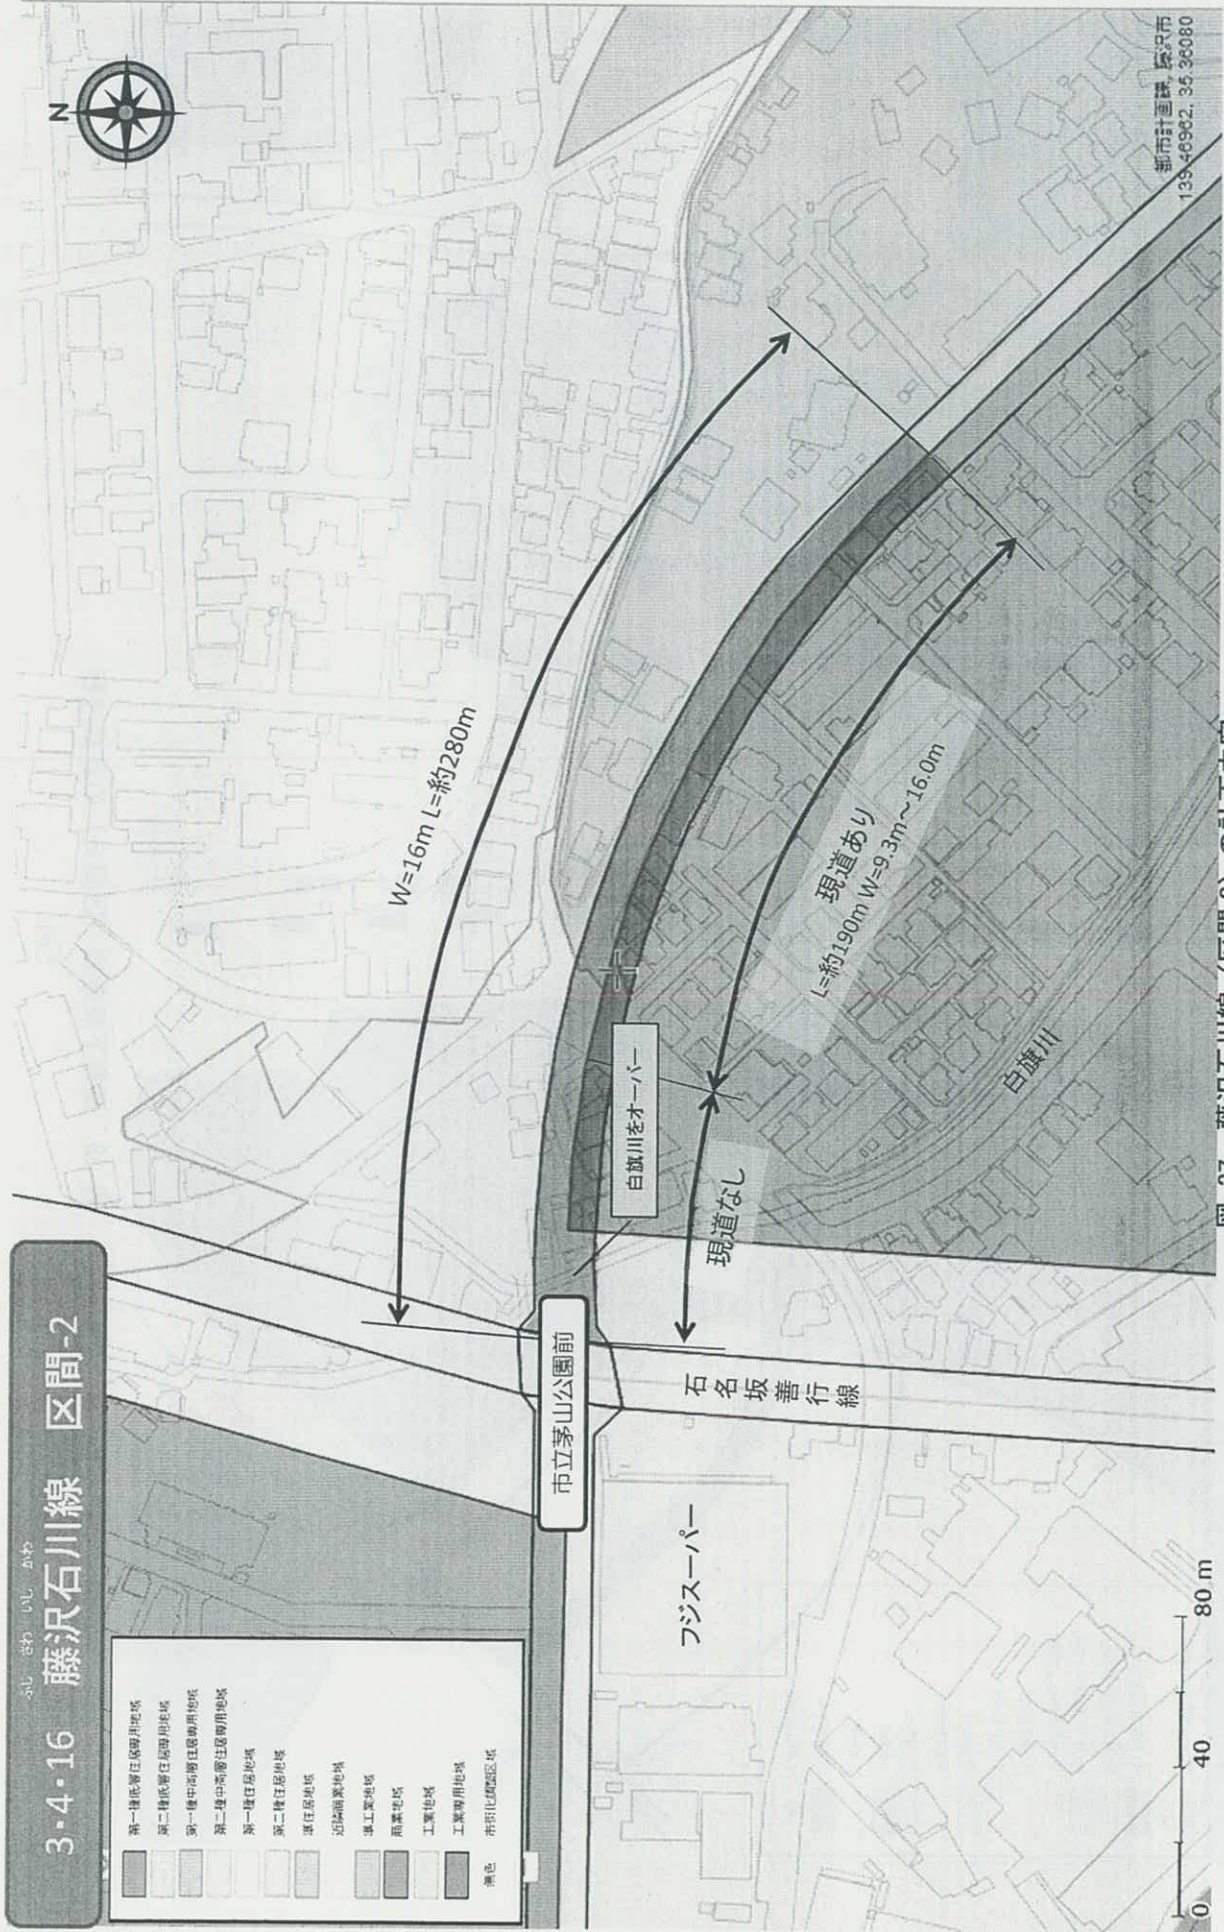 ふじ さわ いし かわ
3・4・16 藤沢石川線 区間-2
N
第一種低層住居専用地域
第二種低層住居専用地域
第一種中高層住居専用地域
第二種中高層住居専用地域
第一種住居地域
第二種住居地域
準住居地域
近隣商業地域
準工業地域
商業地域
工業地域
工業専用地域
無色 市街化調整区域
W=16m L=約280m
市立茅山公園前
白旗川をオーバー
現道なし
現道あり
L=約190m W=9.3m～16.0m
石名坂善行線
フジスーパー
白旗川
0 40 80 m
都市計画課, 藤沢市
139.46962, 35.36080